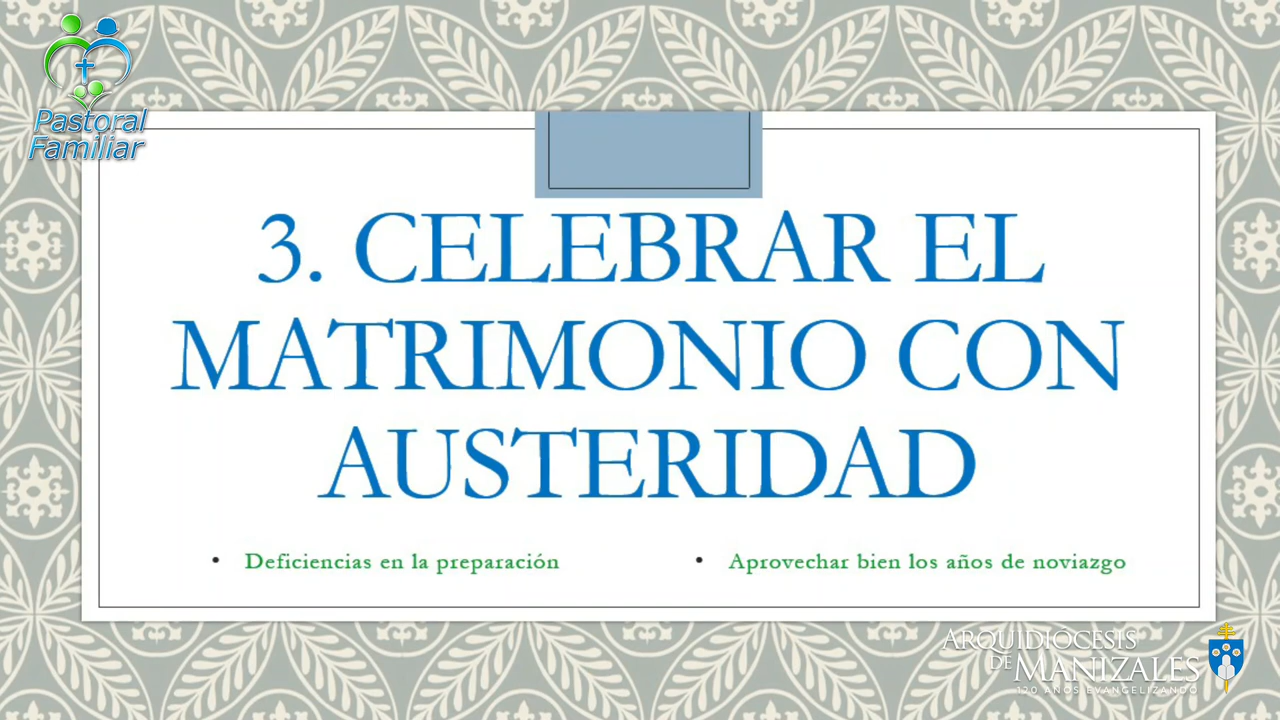 Pastoral
Familiar
3. CELEBRAR EL
MATRIMONIO CON
AUSTERIDAD
• Deficiencias en la preparación
• Aprovechar bien los años de noviazgo
ARQUIDIÓCESIS
DE MANIZALES
120 AÑOS EVANGELIZANDO